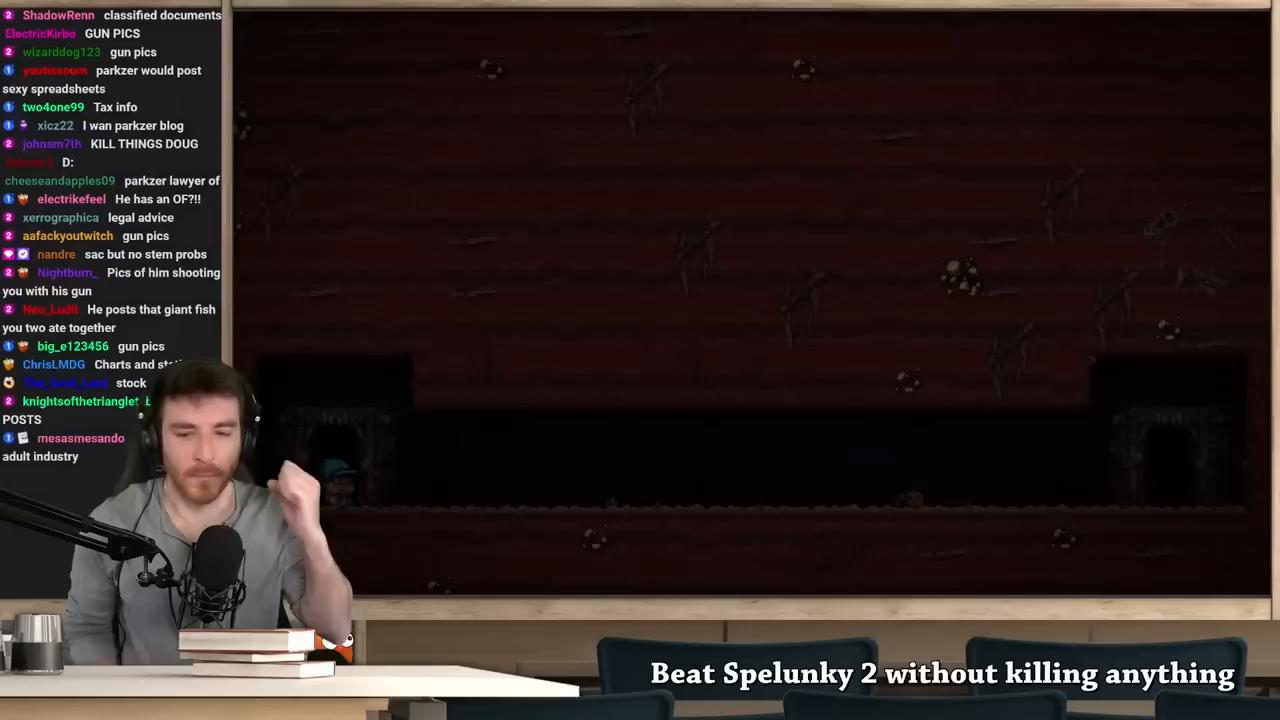 ShadowRenn classified documents
ElectricKirbo GUN PICS
wizarddog123 gun pics
youtissoum parkzer would post
sexy spreadsheets
two4one99 Tax info
xicz22 I wan parkzer blog
johnsm7th KILL THINGS DOUG
D:
cheeseandapples09 parkzer lawyer of
electrikefeel He has an OF?!!
xerrographica legal advice
aafackyoutwitch gun pics
nandre sac but no stem probs
Nightburn_ Pics of him shooting
you with his gun
Neo_Ludit He posts that giant fish
you two ate together
big_e123456 gun pics
ChrisLMDG Charts and
stock
POSTS
mesasmesando
adult industry
Beat Spelunky 2 without killing anything